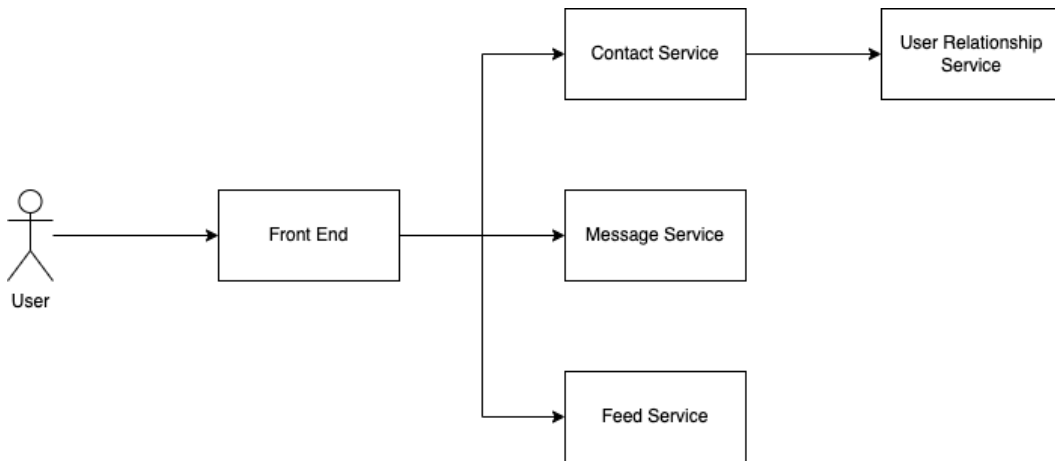 Contact Service
User Relationship
Service
Front End
Message Service
User
Feed Service